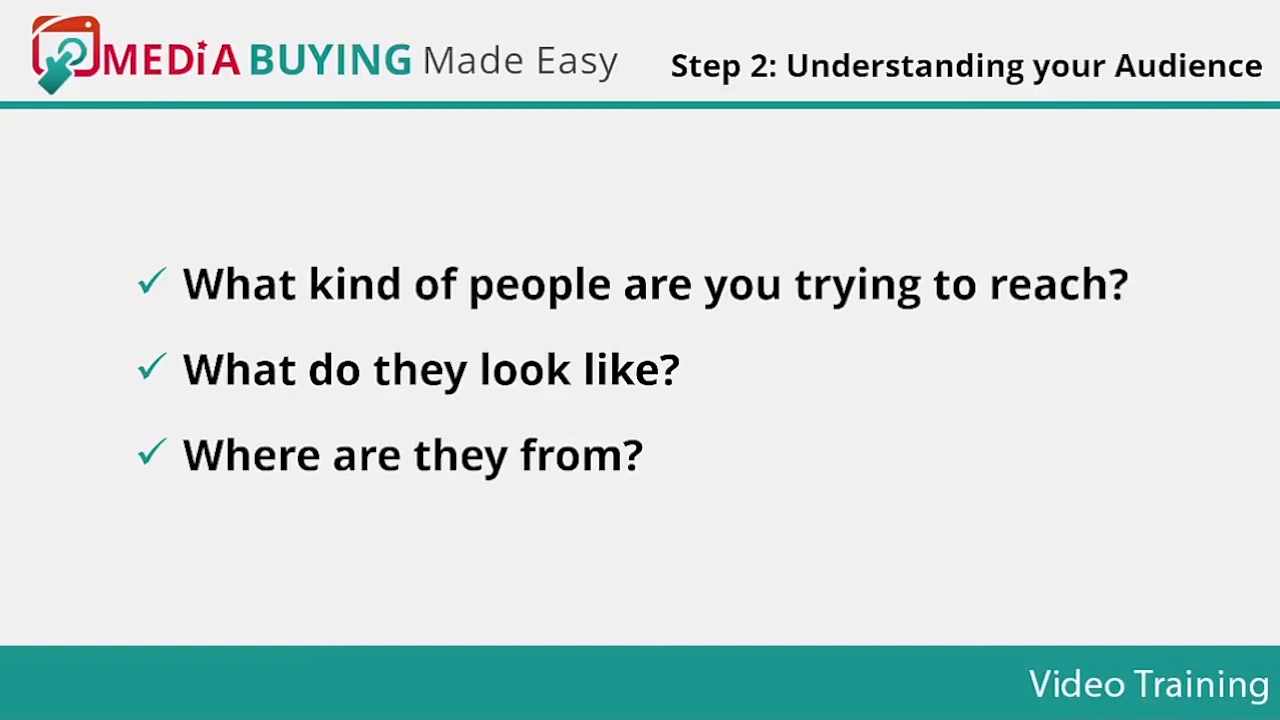 MEDIA BUYING Made Easy
Step 2: Understanding your Audience
What kind of people are you trying to reach?
What do they look like?
Where are they from?
Video Training